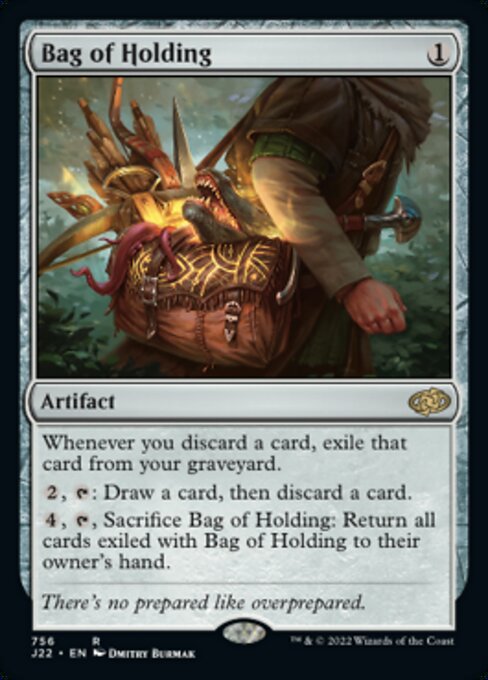 Bag of Holding 1
Artifact
Whenever you discard a card, exile that
card from your graveyard.
2, : Draw a card, then discard a card.
4, , Sacrifice Bag of Holding: Return all
cards exiled with Bag of Holding to their
owner's hand.
There's no prepared like overprepared.
756 R
J22 • EN Dmitry Burmak
™ & © 2022 Wizards of the Coast